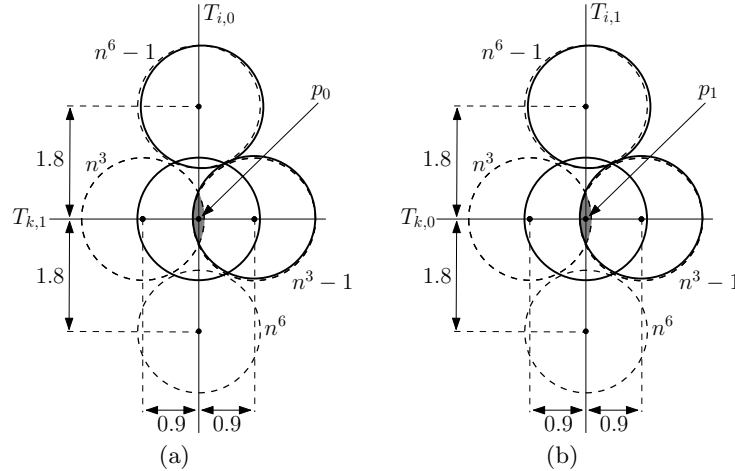 T_{i,0}
n^6 − 1
p_0
1.8
n^3
T_{k,1}
1.8
n^3 − 1
n^6
0.9 0.9
(a)
T_{i,1}
n^6 − 1
p_1
1.8
n^3
T_{k,0}
1.8
n^3 − 1
n^6
0.9 0.9
(b)